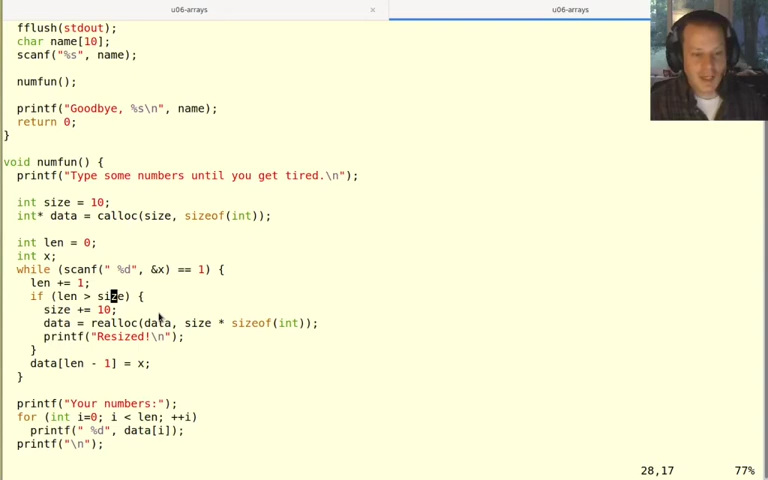 u06-arrays × u06-arrays
fflush(stdout);
char name[10];
scanf("%s", name);
numfun();
printf("Goodbye, %s\n", name);
return 0;
}
void numfun() {
printf("Type some numbers until you get tired.\n");
int size = 10;
int* data = calloc(size, sizeof(int));
int len = 0;
int x;
while (scanf(" %d", &x) == 1) {
len += 1;
if (len > size) {
size += 10;
data = realloc(data, size * sizeof(int));
printf("Resized!\n");
}
data[len - 1] = x;
}
printf("Your numbers:");
for (int i=0; i < len; ++i)
printf(" %d", data[i]);
printf("\n");
28,17 77%